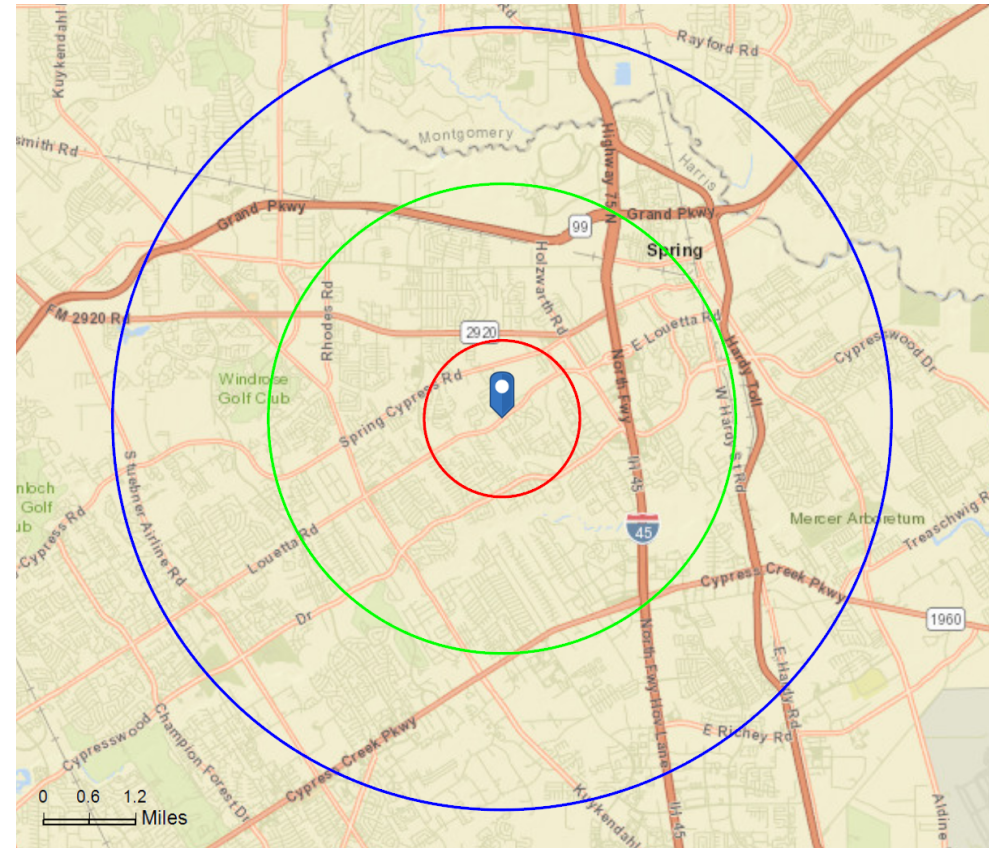 Rd
Rayford Rd
Kuykendahl Rd
Montgomery
Harris
smith Rd
Highway 75 N
Grand Pkwy
Grand Pkwy
99
Spring
Holzwarth Rd
Rhodes Rd
FM 2920 Rd
2920
E Louetta Rd
Cypresswood Dr
Hardy Toll
North Fwy
Windrose
Golf Club
Spring Cypress Rd
W Hardy St Rd
Stuebner Airline Rd
IH 45
nloch
Golf
ub
Cypress Rd
45
Mercer Arboretum
Treaschwig R
Louetta Rd
Cypress Creek Pkwy
1960
Dr
North Fwy Hov Lane
E Hardy Rd
E Richey Rd
Cypresswood
Champion Forest Dr
Cypress Creek Pkwy
Kuykendahl
IH 45
Aldine
0 0.6 1.2
Miles